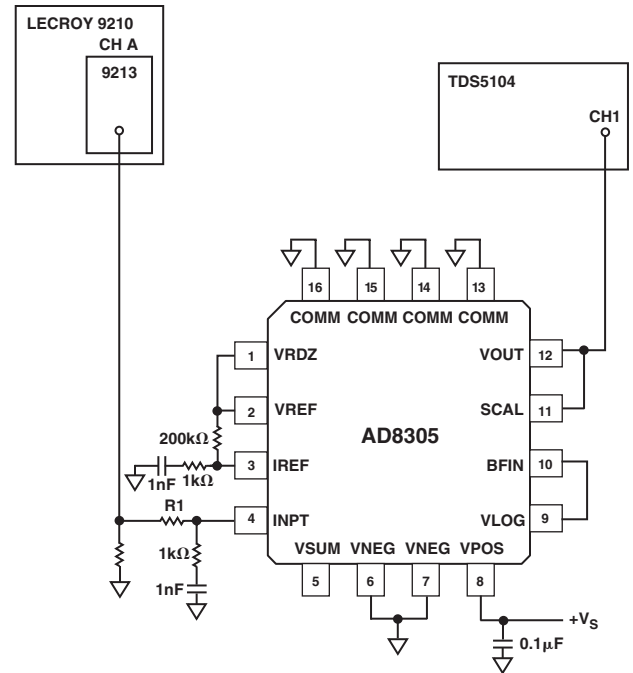 LECROY 9210
CH A
9213
TDS5104
CH1
16 15 14 13
COMM COMM COMM COMM
1 VRDZ
VOUT 12
2 VREF
200kΩ
SCAL 11
AD8305
3 IREF
1nF 1kΩ
BFIN 10
R1
4 INPT
VLOG 9
1kΩ
1nF
VSUM VNEG VNEG VPOS
5 6 7 8
+VS
0.1μF